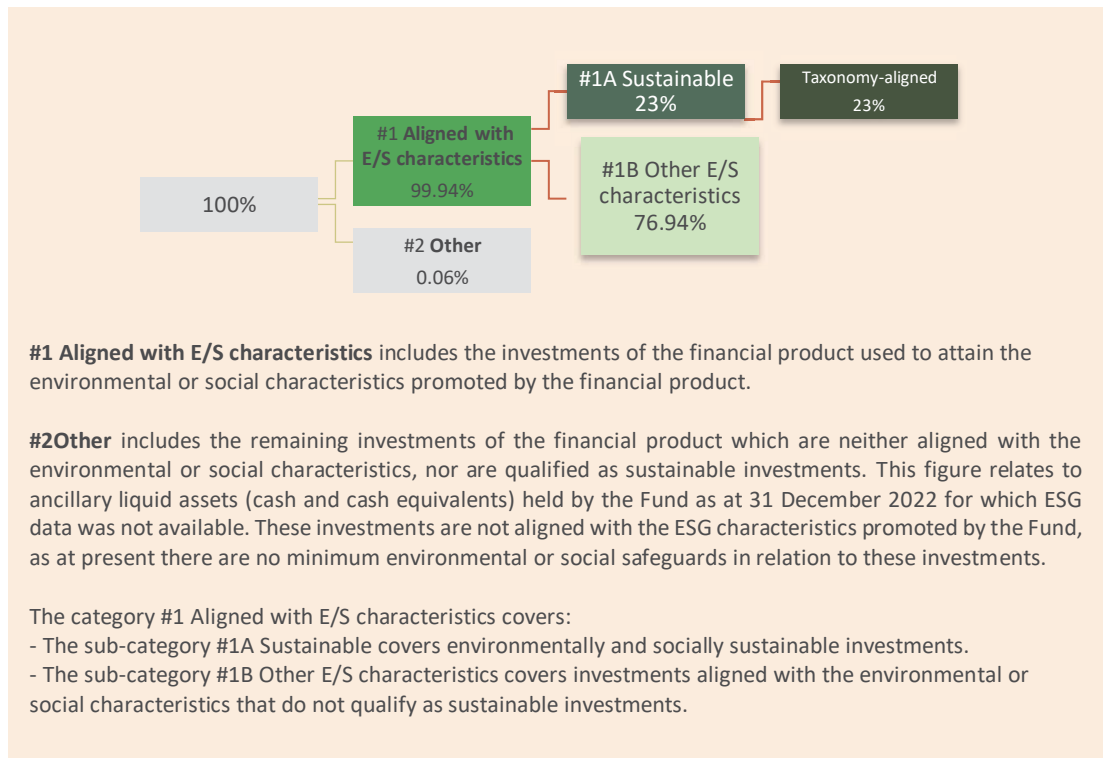 #1A Sustainable
23%
Taxonomy-aligned
23%
#1 Aligned with
E/S characteristics
99.94%
#1B Other E/S
characteristics
76.94%
100%
#2 Other
0.06%
#1 Aligned with E/S characteristics includes the investments of the financial product used to attain the
environmental or social characteristics promoted by the financial product.
#2Other includes the remaining investments of the financial product which are neither aligned with the
environmental or social characteristics, nor are qualified as sustainable investments. This figure relates to
ancillary liquid assets (cash and cash equivalents) held by the Fund as at 31 December 2022 for which ESG
data was not available. These investments are not aligned with the ESG characteristics promoted by the Fund,
as at present there are no minimum environmental or social safeguards in relation to these investments.
The category #1 Aligned with E/S characteristics covers:
- The sub-category #1A Sustainable covers environmentally and socially sustainable investments.
- The sub-category #1B Other E/S characteristics covers investments aligned with the environmental or
social characteristics that do not qualify as sustainable investments.